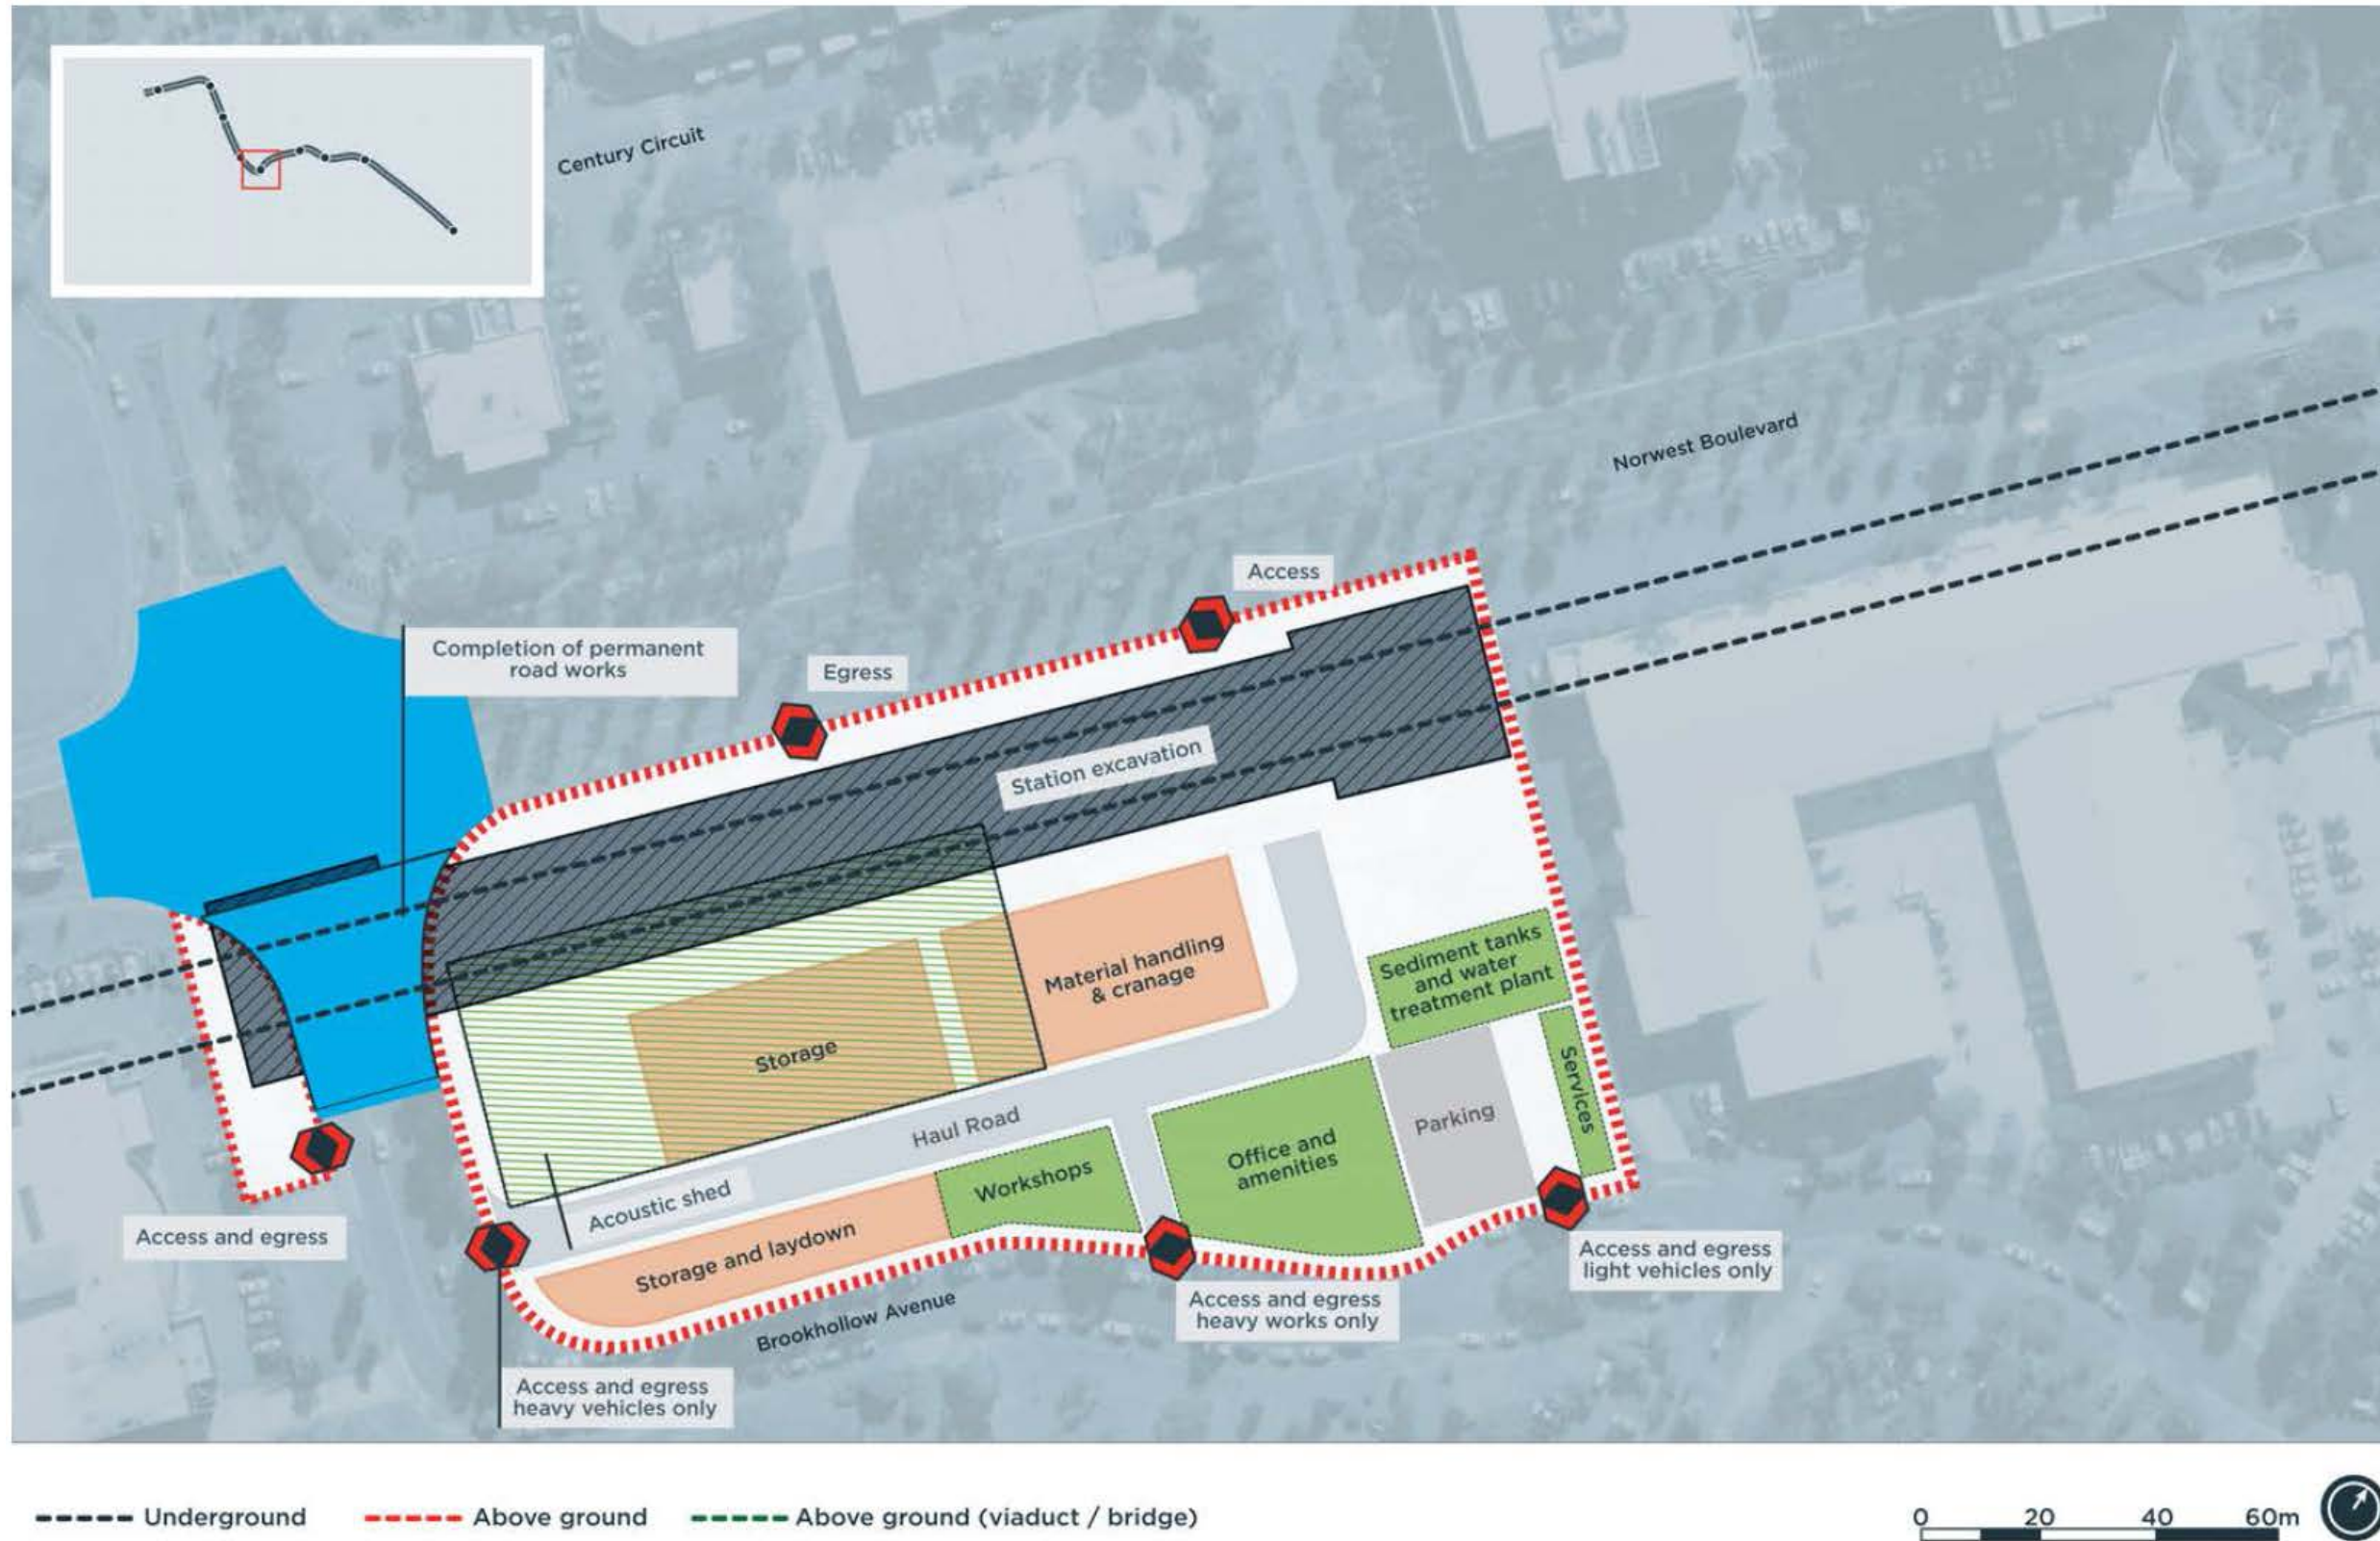 Century Circuit
Norwest Boulevard
Access
Completion of permanent
road works
Egress
Station excavation
Material handling
& cranage
Sediment tanks
and water
treatment plant
Storage
Services
Haul Road
Parking
Office and
amenities
Workshops
Acoustic shed
Storage and laydown
Access and egress
Access and egress
light vehicles only
Access and egress
heavy works only
Brookhollow Avenue
Access and egress
heavy vehicles only
Underground
Above ground
Above ground (viaduct / bridge)
0 20 40 60m